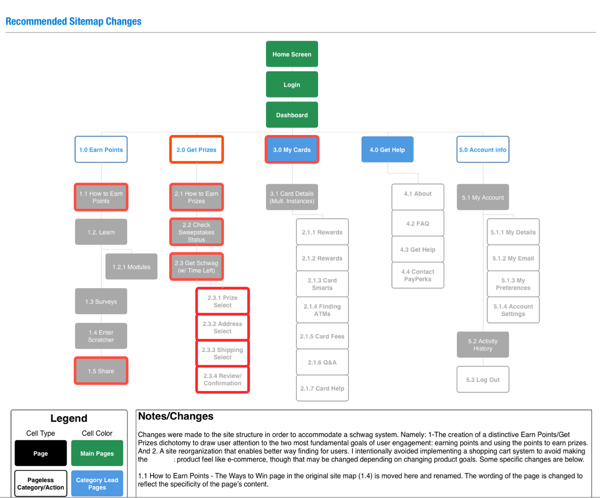 Recommended Sitemap Changes
Home Screen
Login
Dashboard
1.0 Earn Points
2.0 Get Prizes
3.0 My Cards
4.0 Get Help
5.0 Account info
1.1 How to Earn
Points
1.2. Learn
1.2.1 Modules
1.3 Surveys
1.4 Enter
Scratcher
1.5 Share
2.1 How to Earn
Prizes
2.2 Check
Sweepstakes
Status
2.3 Get Schwag
(w/ Time Left)
2.3.1 Prize
Select
2.3.2 Address
Select
2.3.3 Shipping
Select
2.3.4 Review/
Confirmation
3.1 Card Details
(Mult. Instances)
2.1.1 Rewards
2.1.2 Rewards
2.1.3 Card
Smarts
2.1.4 Finding
ATMs
2.1.5 Card Fees
2.1.6 Q&A
2.1.7 Card Help
4.1 About
4.2 FAQ
4.3 Get Help
4.4 Contact
PayPerks
5.1 My Account
5.1.1 My Details
5.1.2 My Email
5.1.3 My
Preferences
5.1.4 Account
Settings
5.2 Activity
History
5.3 Log Out
Legend
Cell Type
Cell Color
Page
Main Pages
Pageless
Category/Action
Category Lead
Pages
Notes/Changes
Changes were made to the site structure in order to accommodate a schwag system. Namely: 1-The creation of a distinctive Earn Points/Get
Prizes dichotomy to draw user attention to the two most fundamental goals of user engagement: earning points and using the points to earn prizes.
And 2. A site reorganization that enables better way finding for users. I intentionally avoided implementing a shopping cart system to avoid making
the : product feel like e-commerce, though that may be changed depending on changing product goals. Some specific changes are below.
1.1 How to Earn Points - The Ways to Win page in the original site map (1.4) is moved here and renamed. The wording of the page is changed to
reflect the specificity of the page's content.